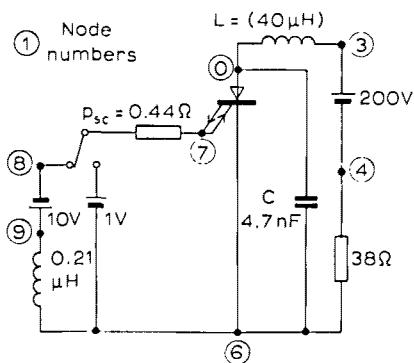 ① Node
numbers
L = (40μH)
③
⓪
200V
p_sc = 0.44Ω
⑦
④
⑧
C
4.7nF
10V
1V
⑨
0.21
μH
38Ω
⑥